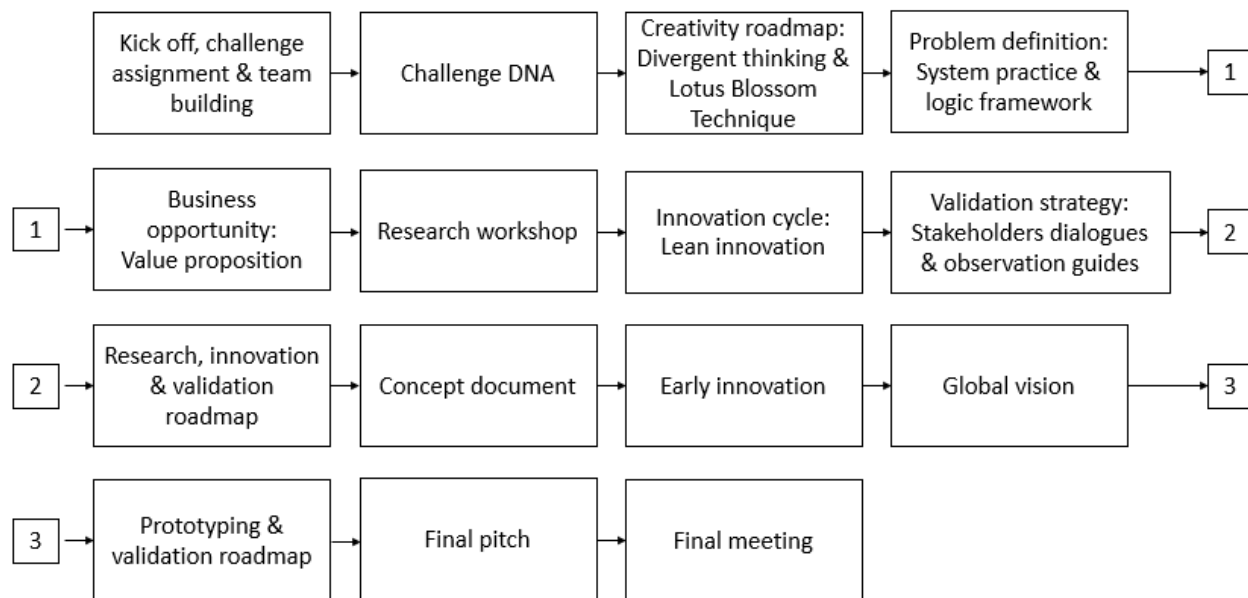 Kick off, challenge
assignment & team
building
Challenge DNA
Creativity roadmap:
Divergent thinking &
Lotus Blossom
Technique
Problem definition:
System practice &
logic framework
1
1
Business
opportunity:
Value proposition
Research workshop
Innovation cycle:
Lean innovation
Validation strategy:
Stakeholders dialogues
& observation guides
2
2
Research, innovation
& validation
roadmap
Concept document
Early innovation
Global vision
3
3
Prototyping &
validation roadmap
Final pitch
Final meeting